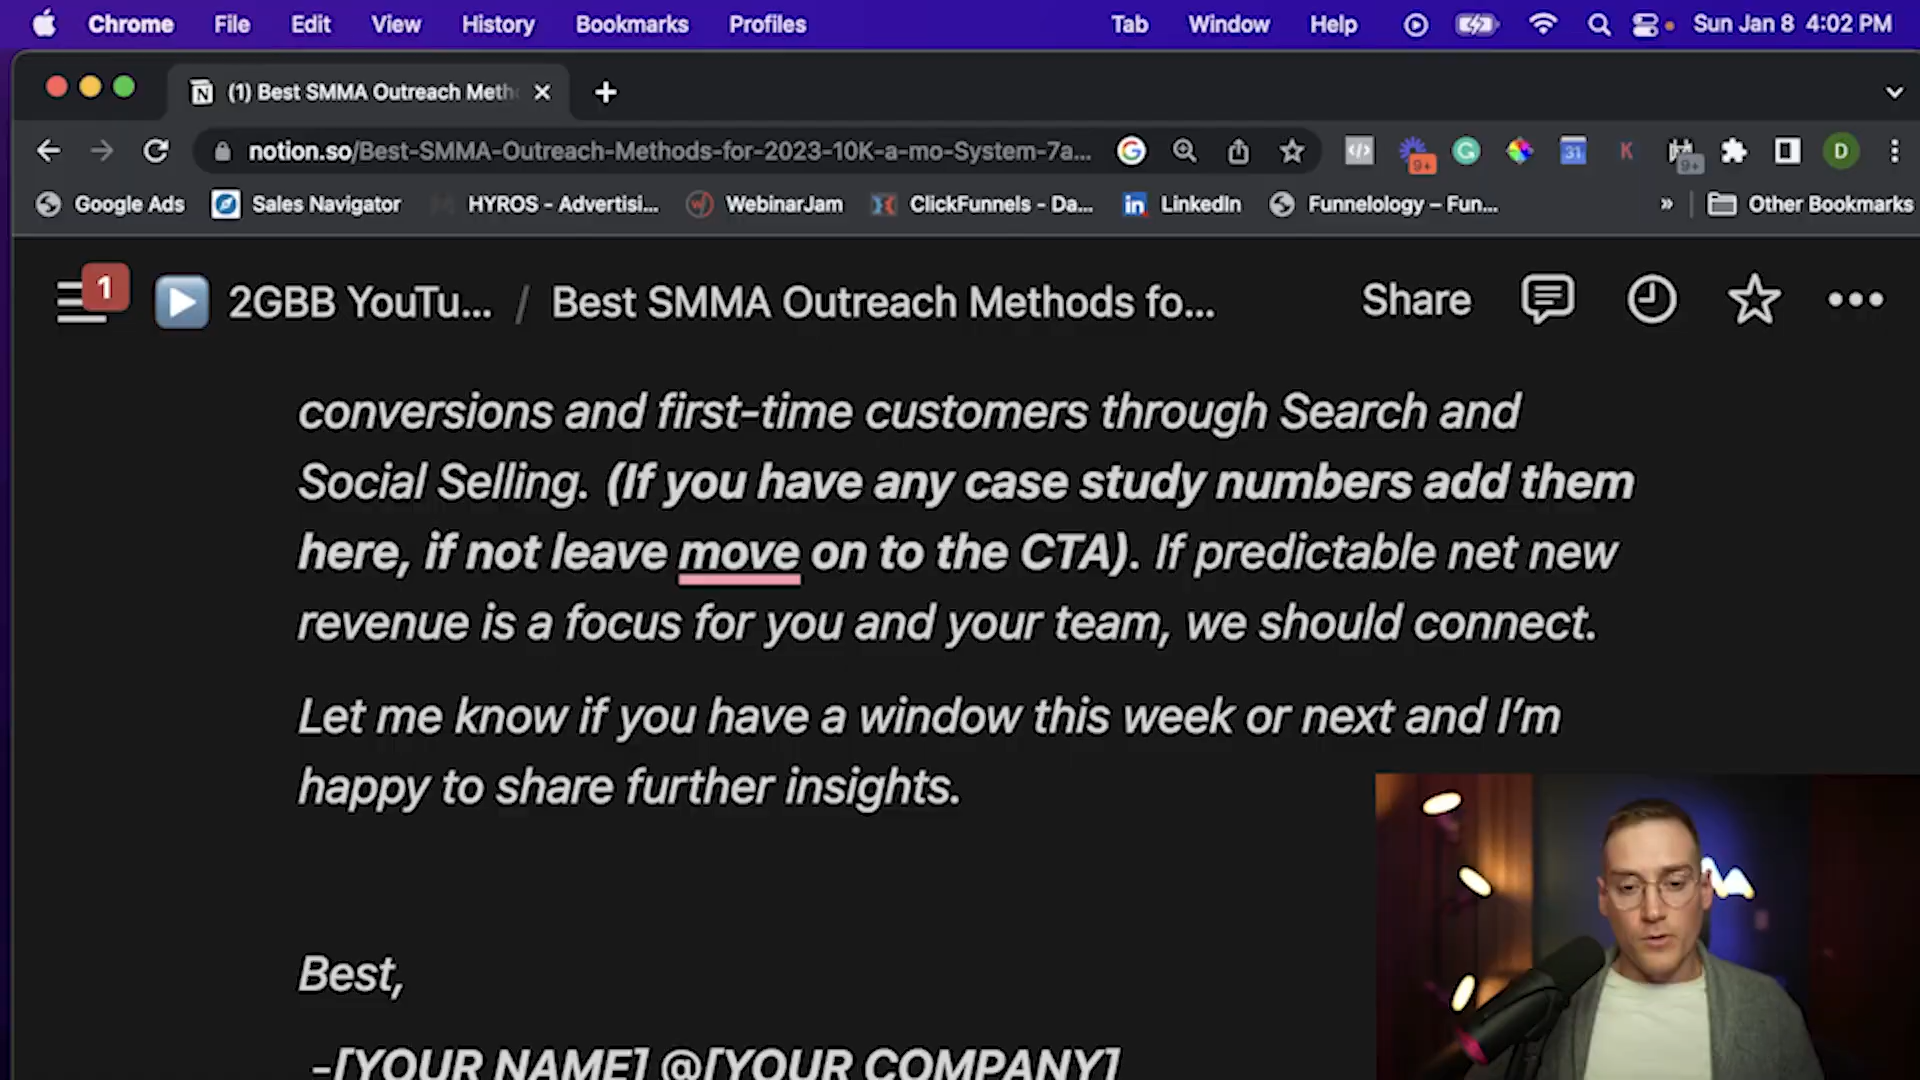 Chrome File Edit View History Bookmarks Profiles Tab Window Help Sun Jan 8 4:02 PM
(1) Best SMMA Outreach Meth
notion.so/Best-SMMA-Outreach-Methods-for-2023-10K-a-mo-System-7a... 9+ 31 K 9+ D
Google Ads Sales Navigator HYROS - Advertisi... WebinarJam ClickFunnels - Da... in LinkedIn Funnelology – Fun... » Other Bookmarks
1 2GBB YouTu... / Best SMMA Outreach Methods fo... Share
conversions and first-time customers through Search and
Social Selling. (If you have any case study numbers add them
here, if not leave move on to the CTA). If predictable net new
revenue is a focus for you and your team, we should connect.
Let me know if you have a window this week or next and I’m
happy to share further insights.
Best,
-[YOUR NAME] @[YOUR COMPANY]